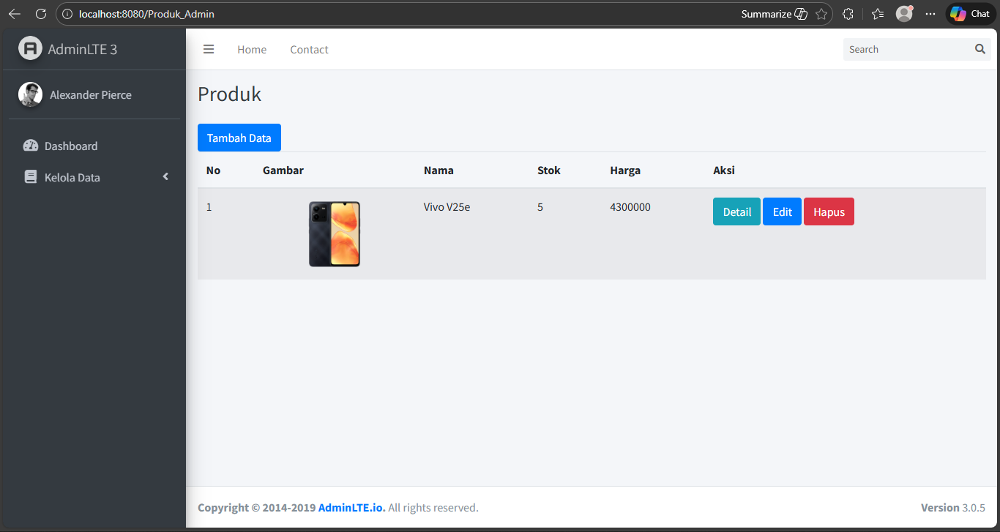 localhost:8080/Produk_Admin Summarize Chat
AdminLTE 3
Home Contact Search
Alexander Pierce
Produk
Tambah Data
Dashboard
Kelola Data
No Gambar Nama Stok Harga Aksi
1 Vivo V25e 5 4300000 Detail Edit Hapus
Copyright © 2014-2019 AdminLTE.io. All rights reserved. Version 3.0.5